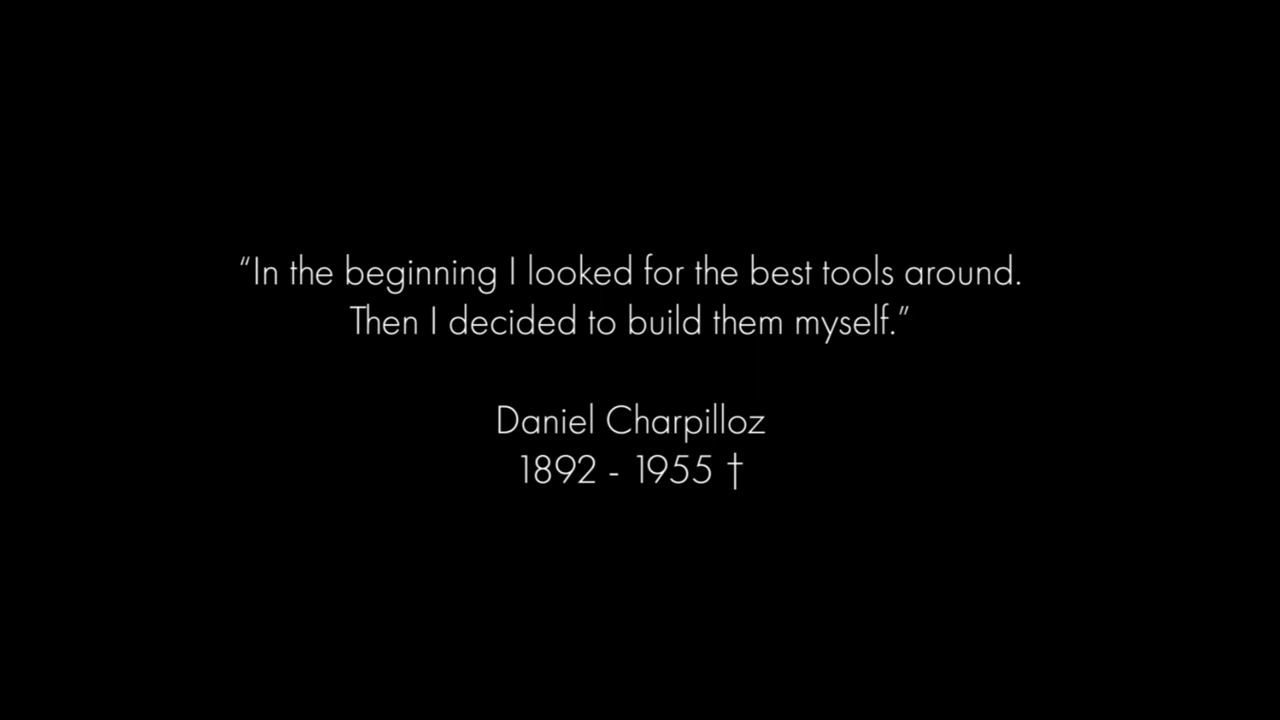 “In the beginning I looked for the best tools around.
Then I decided to build them myself.”
Daniel Charpilloz
1892 - 1955 †